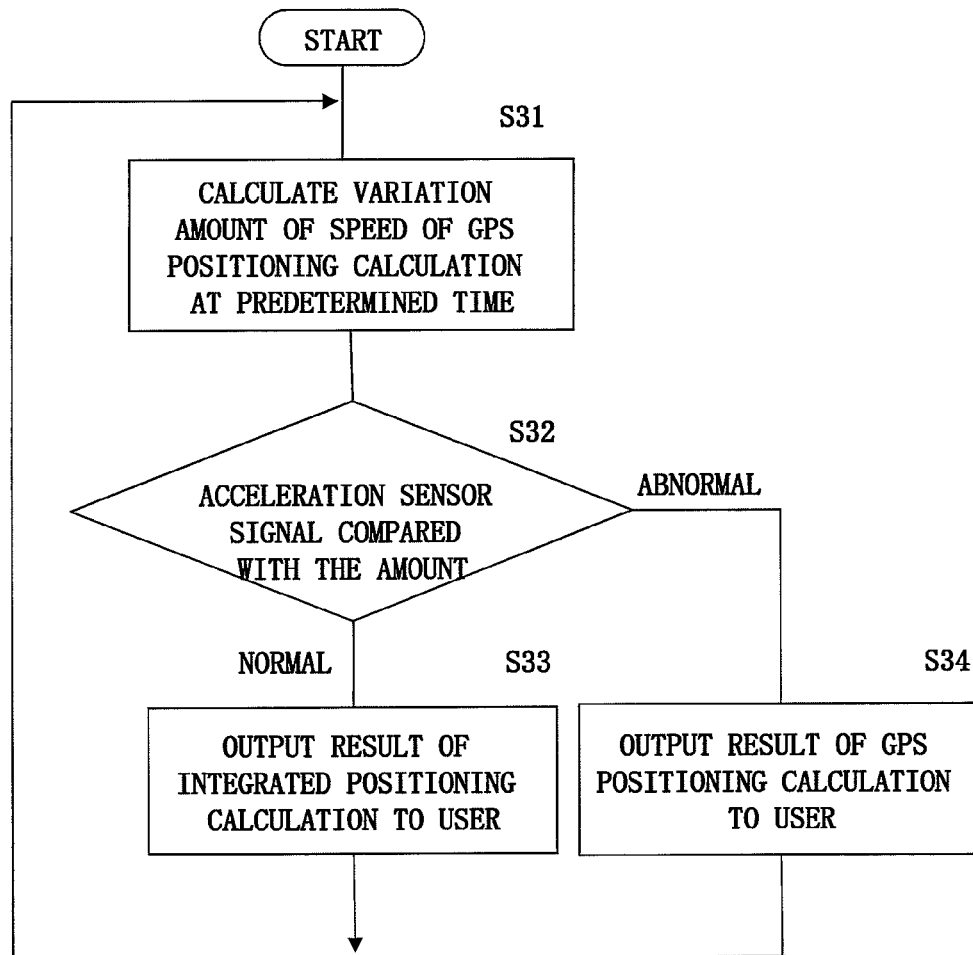 START
S31
CALCULATE VARIATION
AMOUNT OF SPEED OF GPS
POSITIONING CALCULATION
AT PREDETERMINED TIME
S32
ABNORMAL
ACCELERATION SENSOR
SIGNAL COMPARED
WITH THE AMOUNT
NORMAL
S33
S34
OUTPUT RESULT OF
INTEGRATED POSITIONING
CALCULATION TO USER
OUTPUT RESULT OF GPS
POSITIONING CALCULATION
TO USER